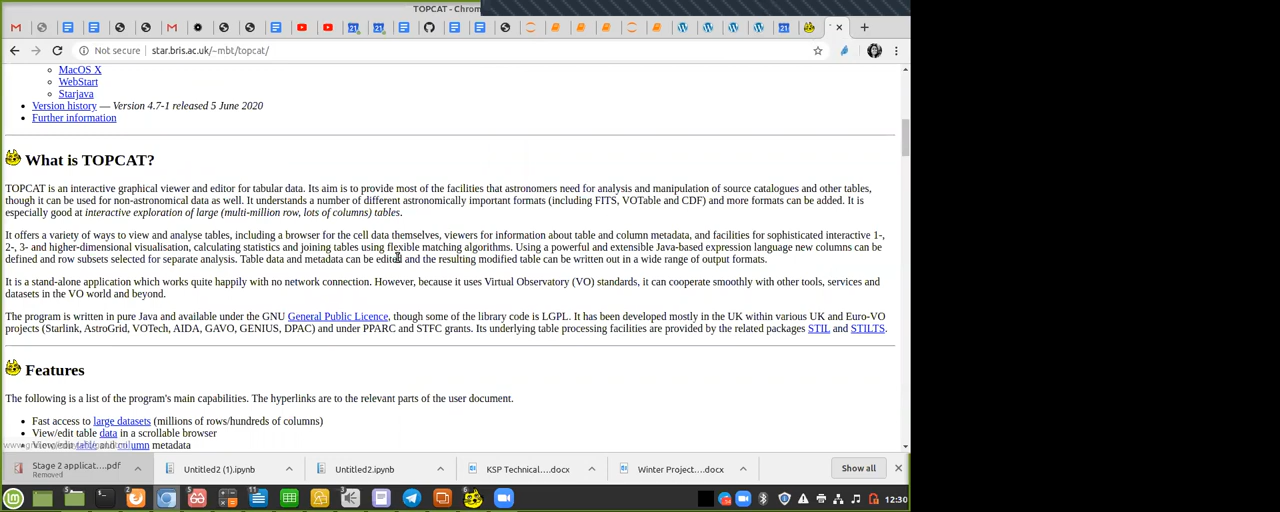 TOPCAT - Chrom
Not secure
star.bris.ac.uk/~mbt/topcat/
MacOS X
WebStart
Starjava
Version history — Version 4.7-1 released 5 June 2020
Further information
What is TOPCAT?
TOPCAT is an interactive graphical viewer and editor for tabular data. Its aim is to provide most of the facilities that astronomers need for analysis and manipulation of source catalogues and other tables,
though it can be used for non-astronomical data as well. It understands a number of different astronomically important formats (including FITS, VOTable and CDF) and more formats can be added. It is
especially good at interactive exploration of large (multi-million row, lots of columns) tables.
It offers a variety of ways to view and analyse tables, including a browser for the cell data themselves, viewers for information about table and column metadata, and facilities for sophisticated interactive 1-,
2-, 3- and higher-dimensional visualisation, calculating statistics and joining tables using flexible matching algorithms. Using a powerful and extensible Java-based expression language new columns can be
defined and row subsets selected for separate analysis. Table data and metadata can be edited and the resulting modified table can be written out in a wide range of output formats.
It is a stand-alone application which works quite happily with no network connection. However, because it uses Virtual Observatory (VO) standards, it can cooperate smoothly with other tools, services and
datasets in the VO world and beyond.
The program is written in pure Java and available under the GNU General Public Licence, though some of the library code is LGPL. It has been developed mostly in the UK within various UK and Euro-VO
projects (Starlink, AstroGrid, VOTech, AIDA, GAVO, GENIUS, DPAC) and under PPARC and STFC grants. Its underlying table processing facilities are provided by the related packages STIL and STILTS.
Features
The following is a list of the program's main capabilities. The hyperlinks are to the relevant parts of the user document.
Fast access to large datasets (millions of rows/hundreds of columns)
View/edit table data in a scrollable browser
View/edit table and column metadata
Stage 2 applicat....pdf
Removed
Untitled2 (1).ipynb
Untitled2.ipynb
KSP Technical....docx
Winter Project....docx
Show all
12:30